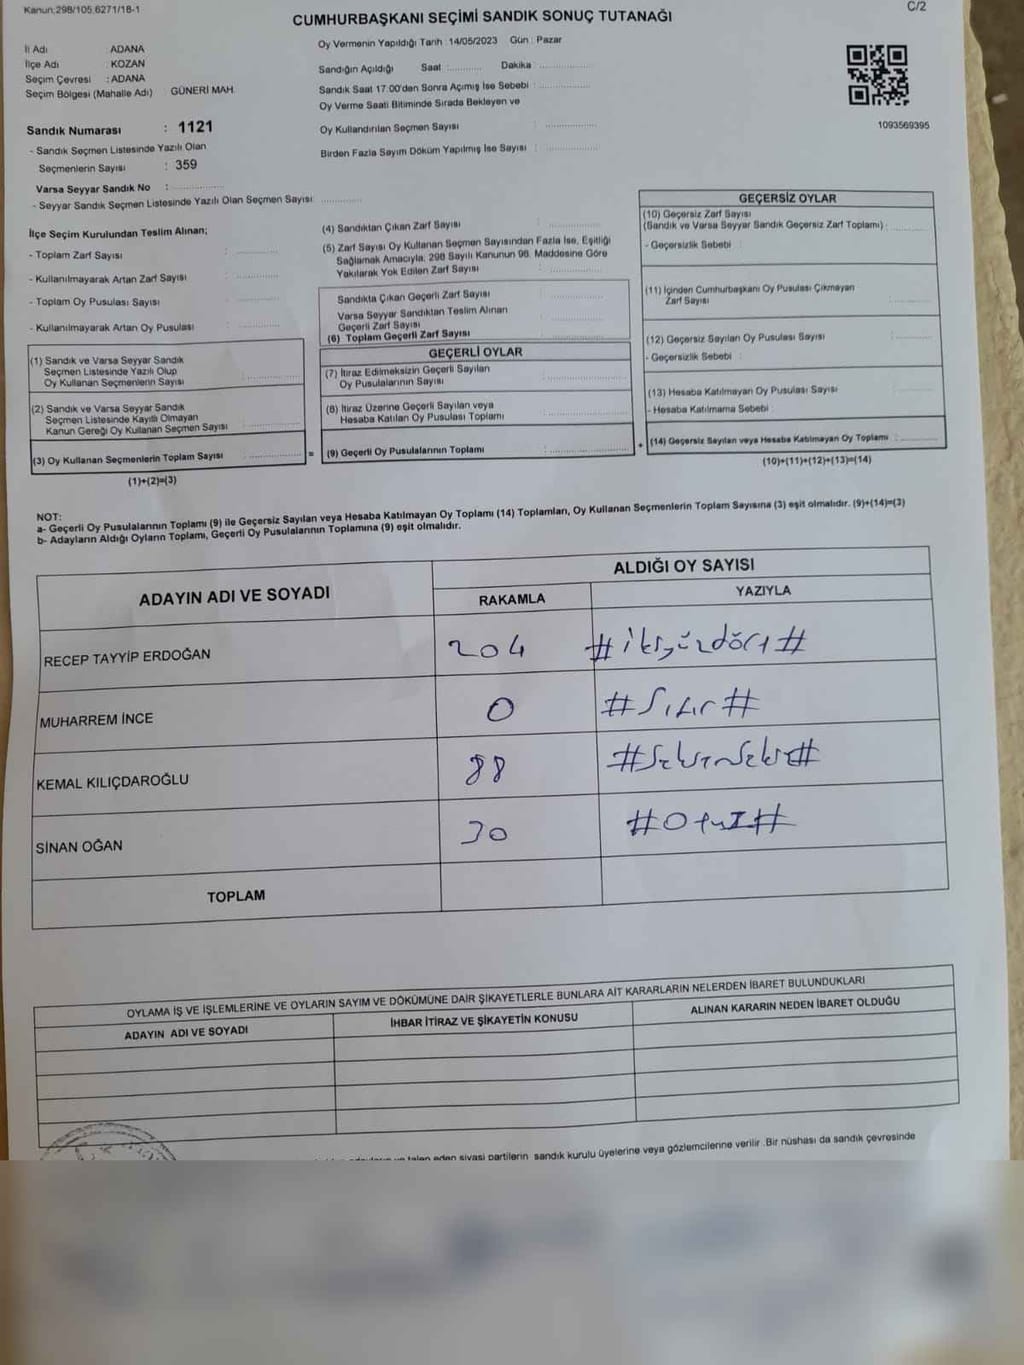 Kanun:298/105,6271/18-1
C/2
CUMHURBAŞKANI SEÇİMİ SANDIK SONUÇ TUTANAĞI
İl Adı : ADANA
İlçe Adı : KOZAN
Seçim Çevresi : ADANA
Seçim Bölgesi (Mahalle Adı) : GÜNERİ MAH.
Sandık Numarası : 1121
- Sandık Seçmen Listesinde Yazılı Olan
Seçmenlerin Sayısı : 359
Varsa Seyyar Sandık No :
- Seyyar Sandık Seçmen Listesinde Yazılı Olan Seçmen Sayısı:
Oy Vermenin Yapıldığı Tarih :14/05/2023 Gün : Pazar
Sandığın Açıldığı Saat : Dakika
Sandık Saat 17.00'den Sonra Açımış İse Sebebi :
Oy Verme Saati Bitiminde Sırada Bekleyen ve
Oy Kullandırılan Seçmen Sayısı :
Birden Fazla Sayım Döküm Yapılmış İse Sayısı :
1093569395
İlçe Seçim Kurulundan Teslim Alınan;
- Toplam Zarf Sayısı :
- Kullanılmayarak Artan Zarf Sayısı :
- Toplam Oy Pusulası Sayısı :
- Kullanılmayarak Artan Oy Pusulası :
(1) Sandık ve Varsa Seyyar Sandık
Seçmen Listesinde Yazılı Olup
Oy Kullanan Seçmenlerin Sayısı :
(2) Sandık ve Varsa Seyyar Sandık
Seçmen Listesinde Kayıtlı Olmayan
Kanun Gereği Oy Kullanan Seçmen Sayısı :
(3) Oy Kullanan Seçmenlerin Toplam Sayısı :
(1)+(2)=(3)
=
(4) Sandıktan Çıkan Zarf Sayısı :
(5) Zarf Sayısı Oy Kullanan Seçmen Sayısından Fazla İse, Eşitliği
Sağlamak Amacıyla, 298 Sayılı Kanunun 98. Maddesine Göre
Yakılarak Yok Edilen Zarf Sayısı :
Sandıkta Çıkan Geçerli Zarf Sayısı :
Varsa Seyyar Sandıktan Teslim Alınan
Geçerli Zarf Sayısı :
(6) Toplam Geçerli Zarf Sayısı :
GEÇERLİ OYLAR
(7) İtiraz Edilmeksizin Geçerli Sayılan
Oy Pusulalarının Sayısı :
(8) İtiraz Üzerine Geçerli Sayılan veya
Hesaba Katılan Oy Pusulası Toplamı :
(9) Geçerli Oy Pusulalarının Toplamı :
+
GEÇERSİZ OYLAR
(10) Geçersiz Zarf Sayısı
(Sandık ve Varsa Seyyar Sandık Geçersiz Zarf Toplamı) :
- Geçersizlik Sebebi :
(11) İçinden Cumhurbaşkanı Oy Pusulası Çıkmayan
Zarf Sayısı :
(12) Geçersiz Sayılan Oy Pusulası Sayısı :
- Geçersizlik Sebebi :
(13) Hesaba Katılmayan Oy Pusulası Sayısı :
- Hesaba Katılmama Sebebi :
(14) Geçersiz Sayılan veya Hesaba Katılmayan Oy Toplamı :
(10)+(11)+(12)+(13)=(14)
NOT:
a- Geçerli Oy Pusulalarının Toplamı (9) ile Geçersiz Sayılan veya Hesaba Katılmayan Oy Toplamı (14) Toplamları, Oy Kullanan Seçmenlerin Toplam Sayısına (3) eşit olmalıdır. (9)+(14)=(3)
b- Adayların Aldığı Oyların Toplamı, Geçerli Oy Pusulalarının Toplamına (9) eşit olmalıdır.
ADAYIN ADI VE SOYADI
ALDIĞI OY SAYISI
RAKAMLA YAZIYLA
RECEP TAYYİP ERDOĞAN 204 #ikiyüzdört#
MUHARREM İNCE 0 #Sıfır#
KEMAL KILIÇDAROĞLU 88 #Seksensekiz#
SİNAN OĞAN 30 #Otuz#
TOPLAM
OYLAMA İŞ VE İŞLEMLERİNE VE OYLARIN SAYIM VE DÖKÜMÜNE DAİR ŞİKAYETLERLE BUNLARA AİT KARARLARIN NELERDEN İBARET BULUNDUKLARI
ADAYIN ADI VE SOYADI İHBAR İTİRAZ VE ŞİKAYETİN KONUSU ALINAN KARARIN NEDEN İBARET OLDUĞU
talep eden siyasi partilerin sandık kurulu üyelerine veya gözlemcilerine verilir .Bir nüshası da sandık çevresinde